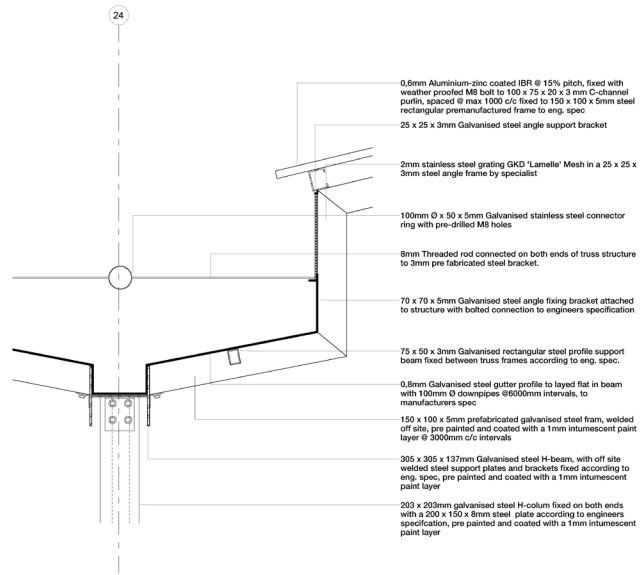 24
0,6mm Aluminium-zinc coated IBR @ 15% pitch, fixed with
weather proofed M8 bolt to 100 x 75 x 20 x 3 mm C-channel
purlin, spaced @ max 1000 c/c fixed to 150 x 100 x 5mm steel
rectangular premanufactured frame to eng. spec
25 x 25 x 3mm Galvanised steel angle support bracket
2mm stainless steel grating GKD 'Lamelle' Mesh in a 25 x 25 x
3mm steel angle frame by specialist
100mm Ø x 50 x 5mm Galvanised stainless steel connector
ring with pre-drilled M8 holes
8mm Threaded rod connected on both ends of truss structure
to 3mm pre fabricated steel bracket.
70 x 70 x 5mm Galvanised steel angle fixing bracket attached
to structure with bolted connection to engineers specification
75 x 50 x 3mm Galvanised rectangular steel profile support
beam fixed between truss frames according to eng. spec.
0,8mm Galvanised steel gutter profile to layed flat in beam
with 100mm Ø downpipes @6000mm intervals, to
manufacturers spec
150 x 100 x 5mm prefabricated galvanised steel fram, welded
off site, pre painted and coated with a 1mm intumescent paint
layer @ 3000mm c/c intervals
305 x 305 x 137mm Galvanised steel H-beam, with off site
welded steel support plates and brackets fixed according to
eng. spec, pre painted and coated with a 1mm intumescent
paint layer
203 x 203mm galvanised steel H-colum fixed on both ends
with a 200 x 150 x 8mm steel plate according to engineers
specifcation, pre painted and coated with a 1mm intumescent
paint layer